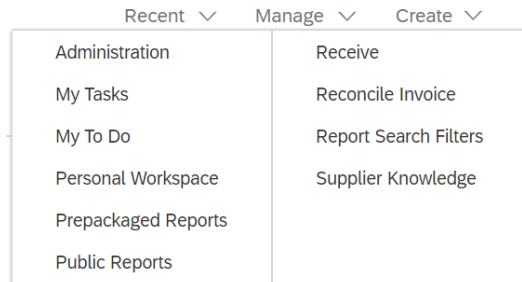 Recent Manage Create
Administration
My Tasks
My To Do
Personal Workspace
Prepackaged Reports
Public Reports
Receive
Reconcile Invoice
Report Search Filters
Supplier Knowledge